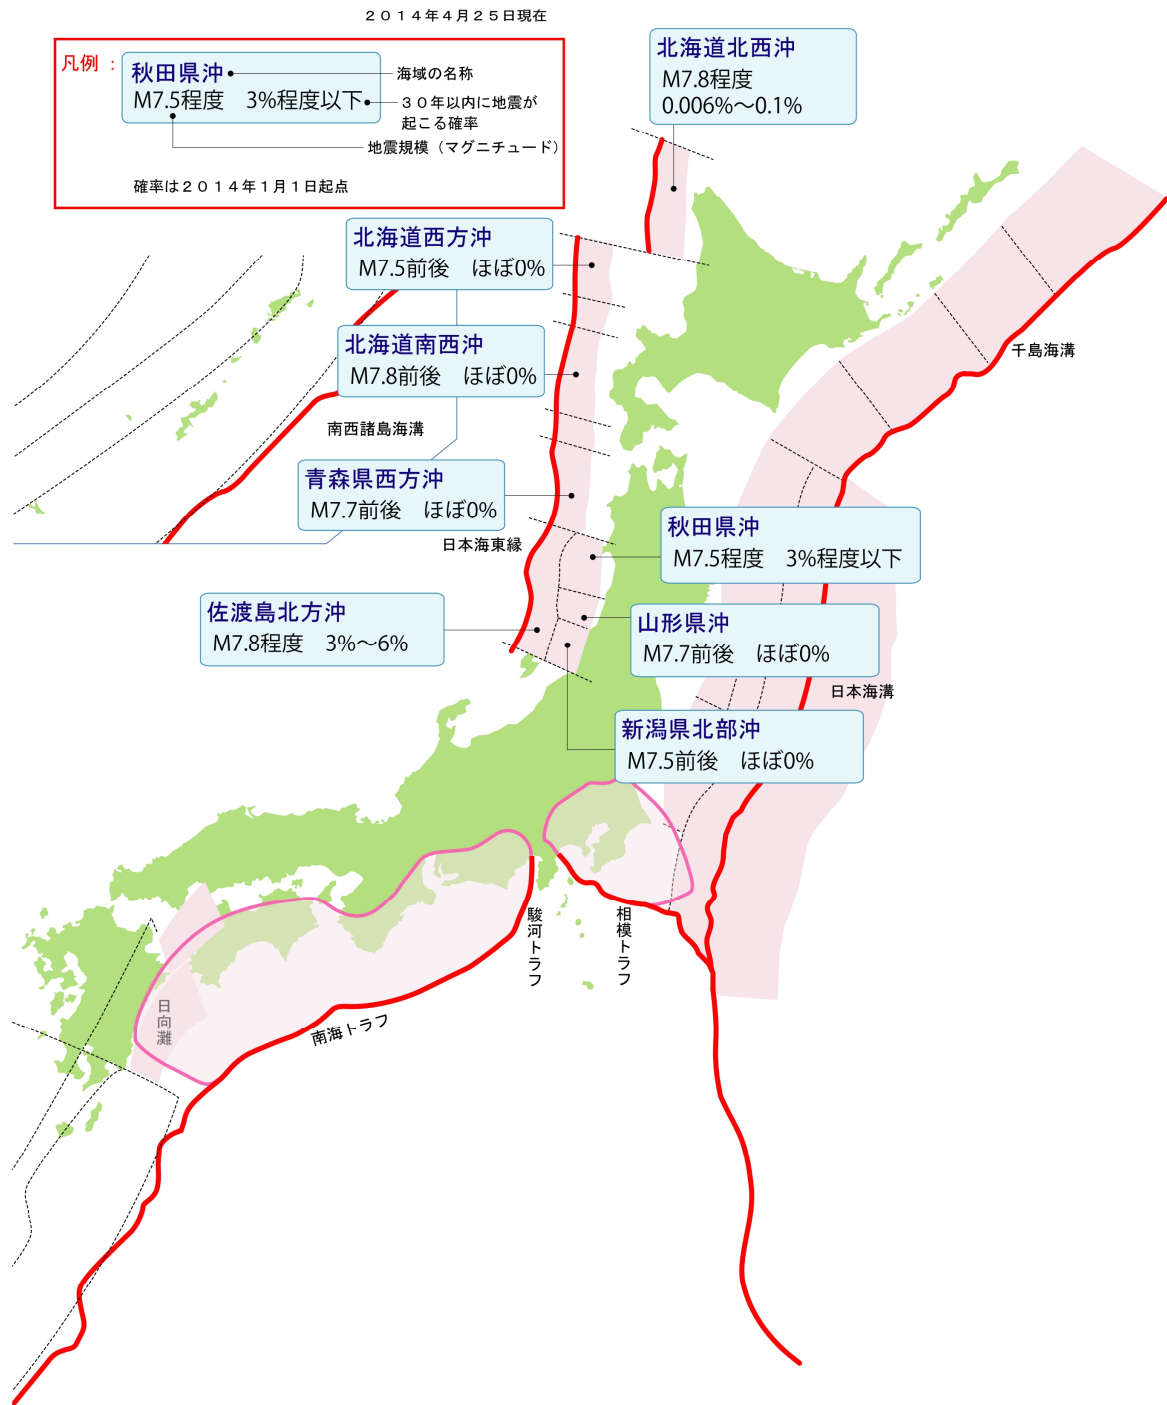 ２０１４年４月２５日現在
凡例：
秋田県沖
M7.5程度　3%程度以下
海域の名称
３０年以内に地震が
起こる確率
地震規模（マグニチュード）
確率は２０１４年１月１日起点
北海道北西沖
M7.8程度
0.006%～0.1%
北海道西方沖
M7.5前後　ほぼ0%
北海道南西沖
M7.8前後　ほぼ0%
千島海溝
南西諸島海溝
青森県西方沖
M7.7前後　ほぼ0%
日本海東縁
秋田県沖
M7.5程度　3%程度以下
佐渡島北方沖
M7.8程度　3%～6%
山形県沖
M7.7前後　ほぼ0%
日本海溝
新潟県北部沖
M7.5前後　ほぼ0%
駿河トラフ
相模トラフ
日向灘
南海トラフ